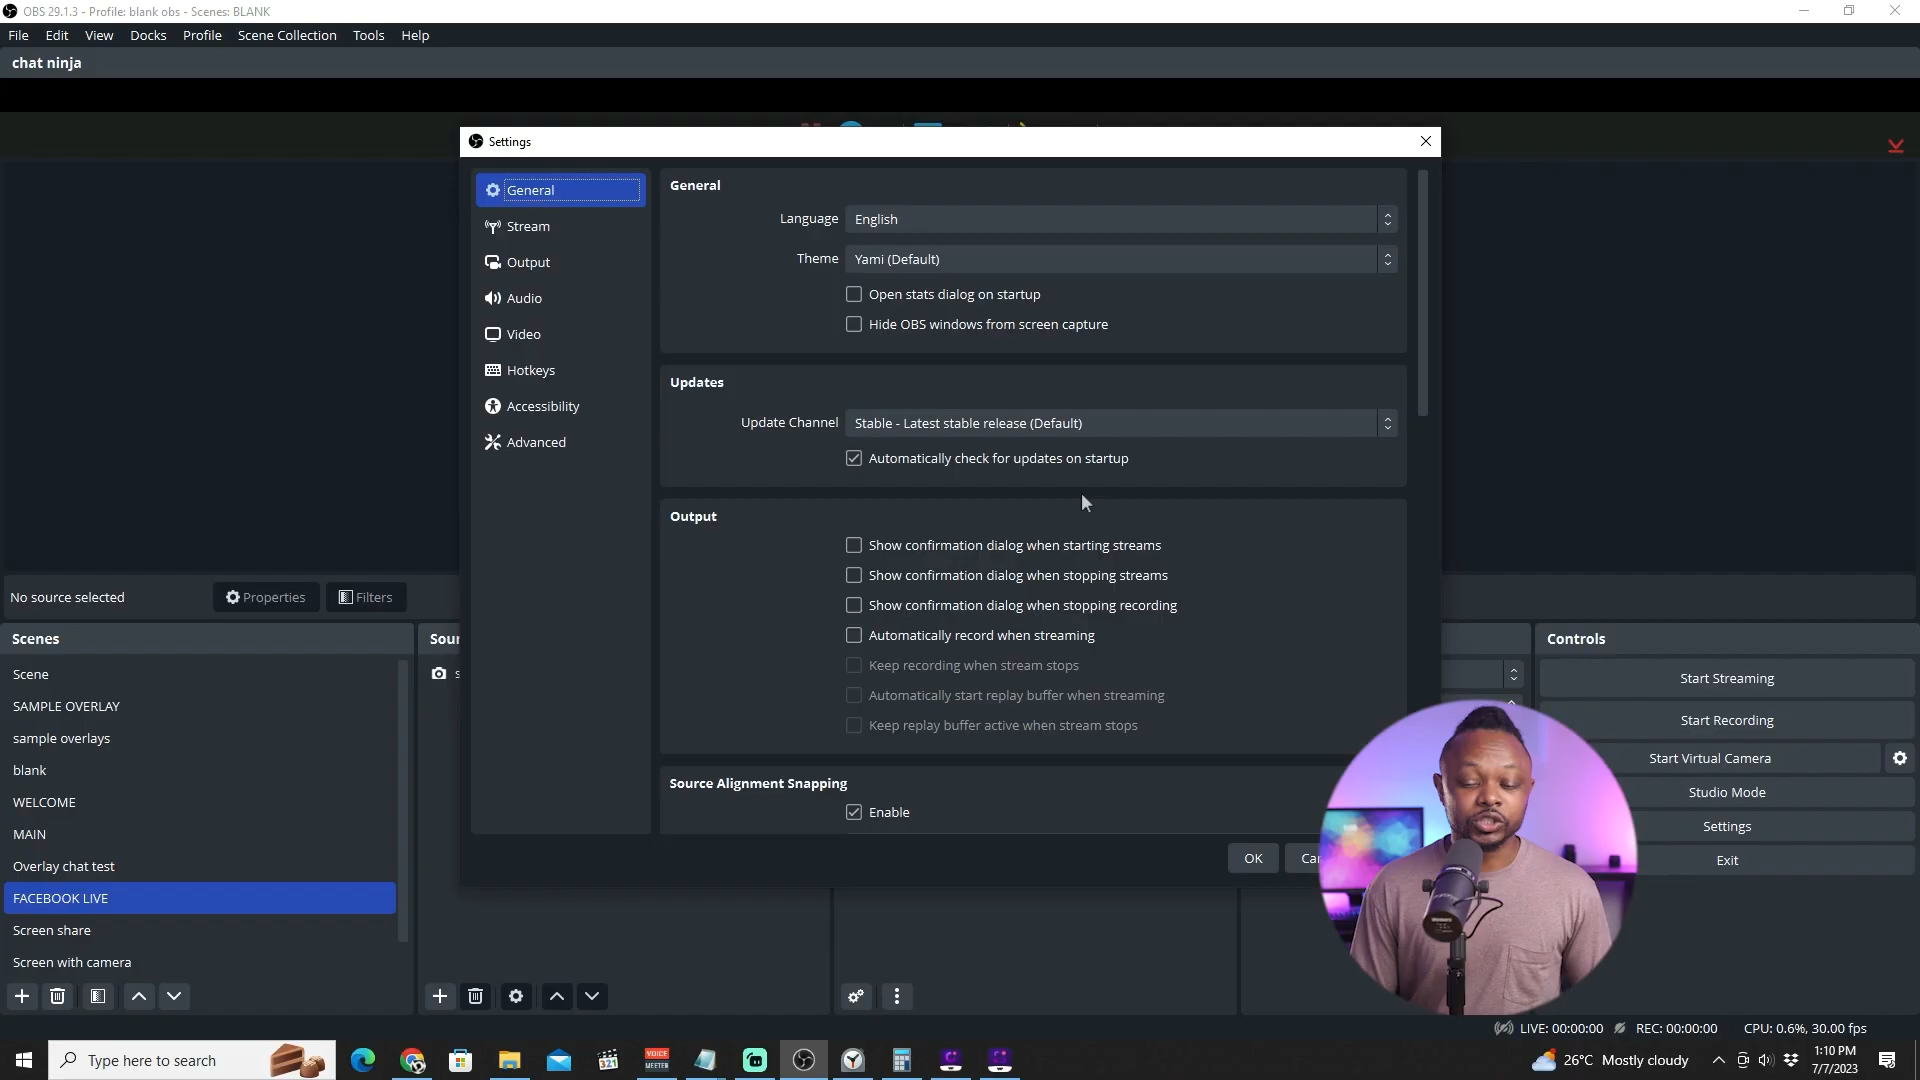 OBS 29.1.3 - Profile: blank obs - Scenes: BLANK
File Edit View Docks Profile Scene Collection Tools Help
chat ninja
Settings
General
Stream
Output
Audio
Video
Hotkeys
Accessibility
Advanced
General
Language English
Theme Yami (Default)
Open stats dialog on startup
Hide OBS windows from screen capture
Updates
Update Channel Stable - Latest stable release (Default)
Automatically check for updates on startup
Output
Show confirmation dialog when starting streams
Show confirmation dialog when stopping streams
Show confirmation dialog when stopping recording
Automatically record when streaming
Keep recording when stream stops
Automatically start replay buffer when streaming
Keep replay buffer active when stream stops
Source Alignment Snapping
Enable
OK Can
No source selected Properties Filters
Scenes
Scene
SAMPLE OVERLAY
sample overlays
blank
WELCOME
MAIN
Overlay chat test
FACEBOOK LIVE
Screen share
Screen with camera
Sour
s
Controls
Start Streaming
Start Recording
Start Virtual Camera
Studio Mode
Settings
Exit
LIVE: 00:00:00 REC: 00:00:00 CPU: 0.6%, 30.00 fps
Type here to search
321
VOICE
MEETER
26°C Mostly cloudy
1:10 PM
7/7/2023